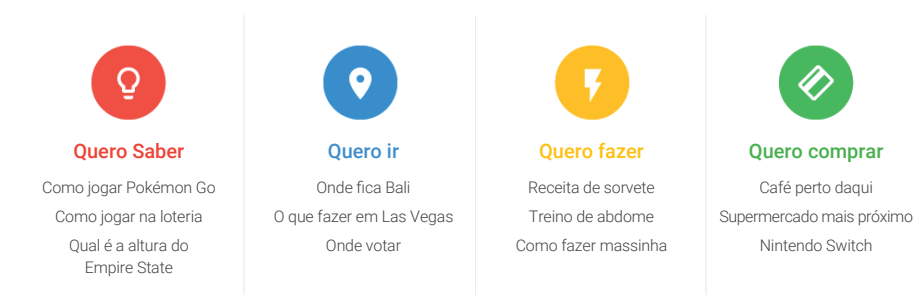 Quero Saber
Como jogar Pokémon Go
Como jogar na loteria
Qual é a altura do
Empire State
Quero ir
Onde fica Bali
O que fazer em Las Vegas
Onde votar
Quero fazer
Receita de sorvete
Treino de abdome
Como fazer massinha
Quero comprar
Café perto daqui
Supermercado mais próximo
Nintendo Switch